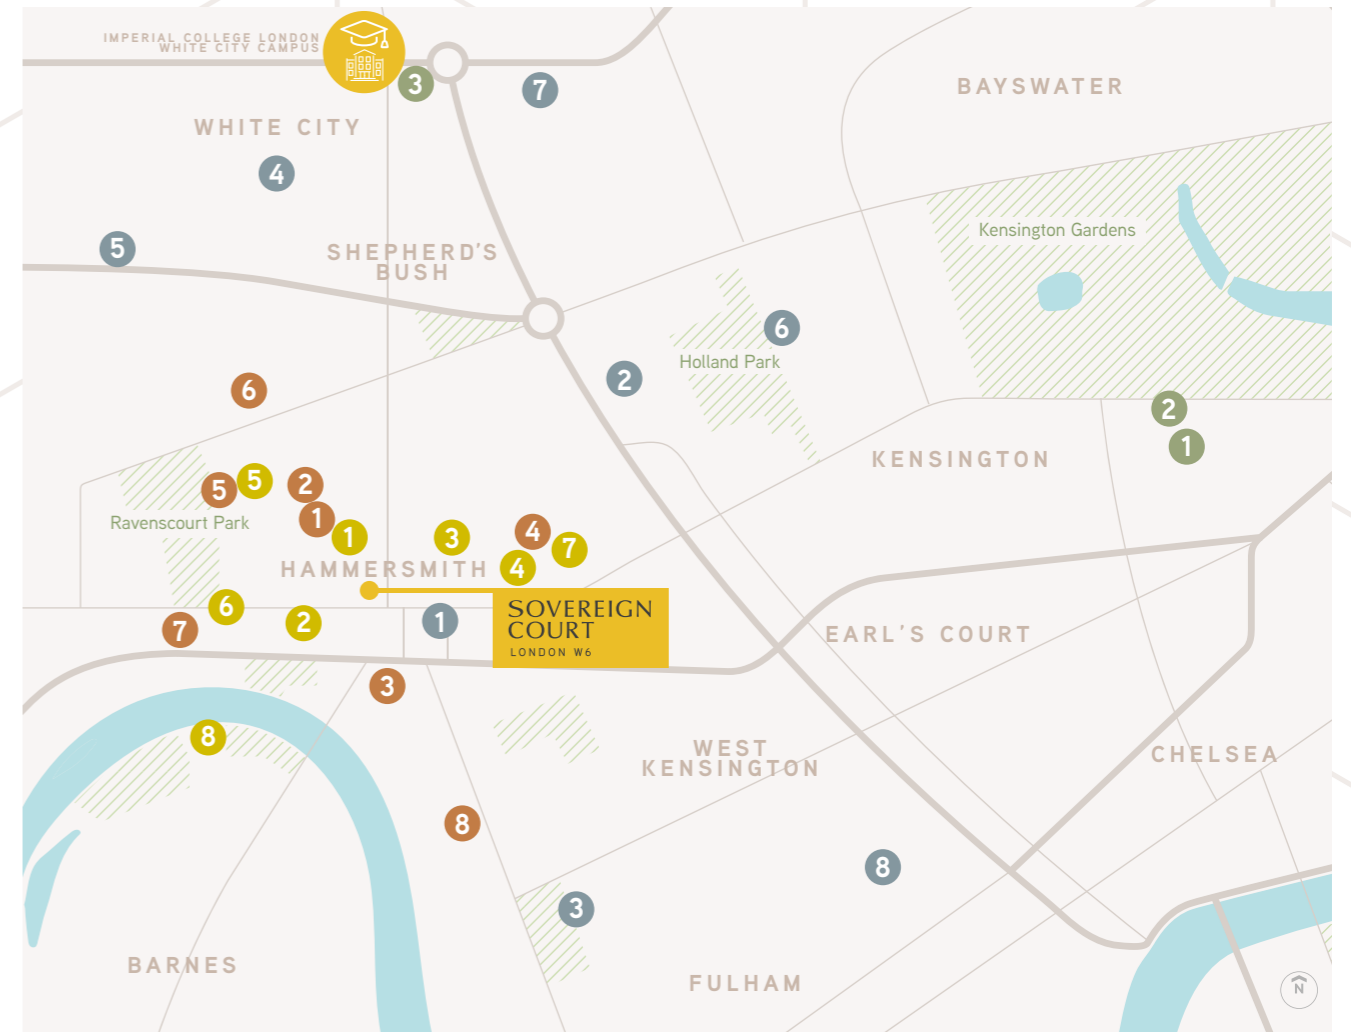 IMPERIAL COLLEGE LONDON
WHITE CITY CAMPUS
3
7
BAYSWATER
WHITE CITY
4
Kensington Gardens
5
SHEPHERD'S
BUSH
6
Holland Park
2
6
2
1
KENSINGTON
5
5
2
1
Ravenscourt Park
1
3
4
7
4
HAMMERSMITH
6
2
7
1
SOVEREIGN
COURT
LONDON W6
EARL'S COURT
3
8
WEST
KENSINGTON
CHELSEA
8
8
3
BARNES
FULHAM
N